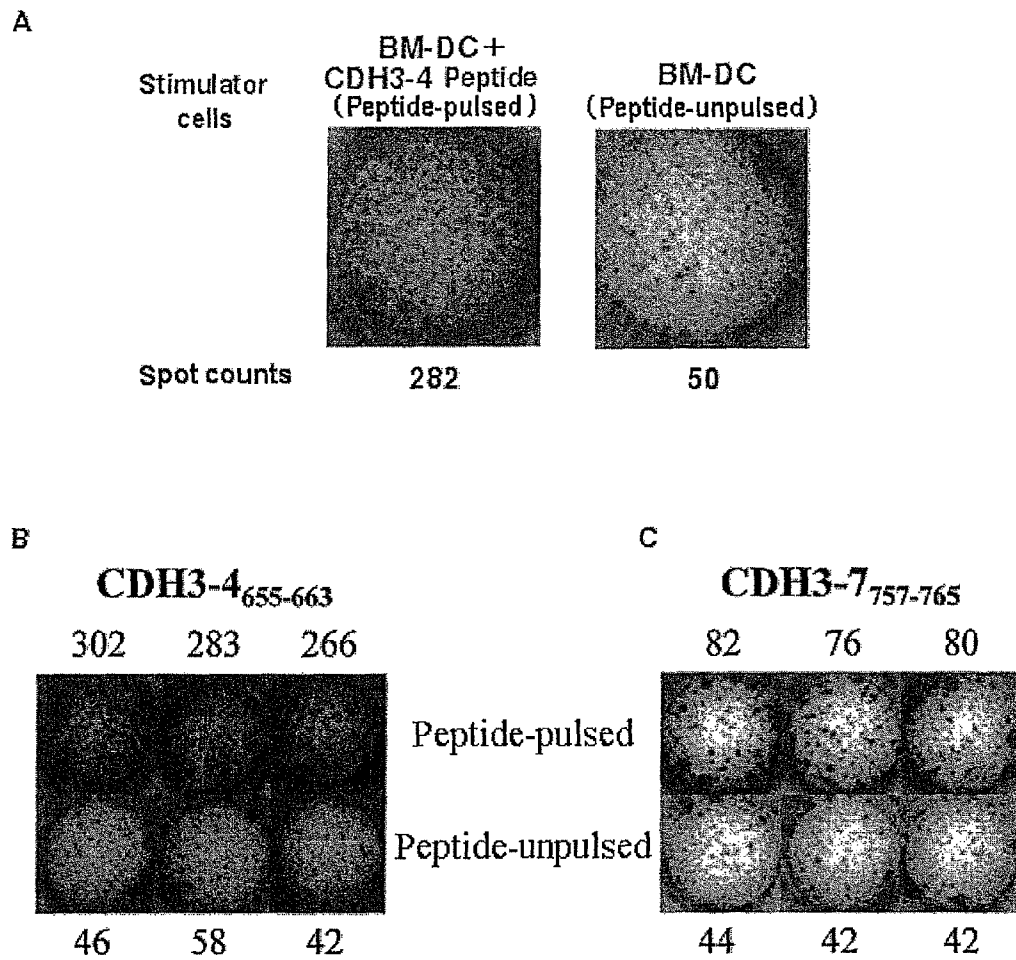 A
Stimulator
cells
BM-DC+
CDH3-4 Peptide
(Peptide-pulsed)
BM-DC
(Peptide-unpulsed)
Spot counts
282
50
B
CDH3-4655-663
302 283 266
Peptide-pulsed
Peptide-unpulsed
46 58 42
C
CDH3-7757-765
82 76 80
44 42 42